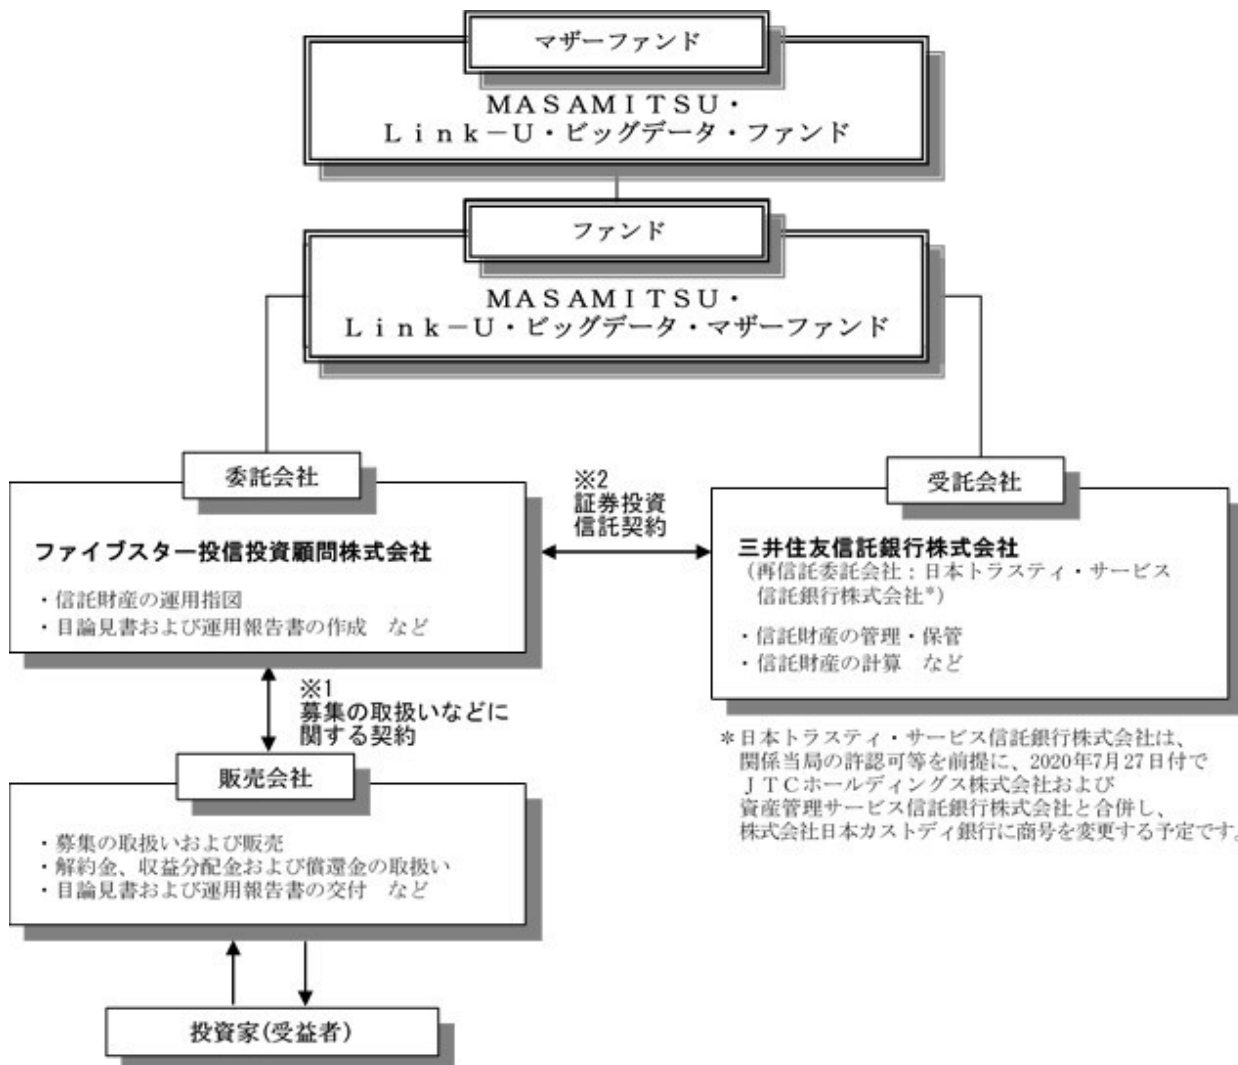 マザーファンド
ＭＡＳＡＭＩＴＳＵ・
Ｌｉｎｋ－Ｕ・ビッグデータ・ファンド
ファンド
ＭＡＳＡＭＩＴＳＵ・
Ｌｉｎｋ－Ｕ・ビッグデータ・マザーファンド
委託会社
ファイブスター投信投資顧問株式会社
・信託財産の運用指図
・目論見書および運用報告書の作成　など
※2
証券投資
信託契約
受託会社
三井住友信託銀行株式会社
（再信託委託会社：日本トラスティ・サービス
信託銀行株式会社*）
・信託財産の管理・保管
・信託財産の計算　など
※1
募集の取扱いなどに
関する契約
販売会社
・募集の取扱いおよび販売
・解約金、収益分配金および償還金の取扱い
・目論見書および運用報告書の交付　など
＊日本トラスティ・サービス信託銀行株式会社は、
関係当局の許認可等を前提に、2020年7月27日付で
ＪＴＣホールディングス株式会社および
資産管理サービス信託銀行株式会社と合併し、
株式会社日本カストディ銀行に商号を変更する予定です。
投資家(受益者)